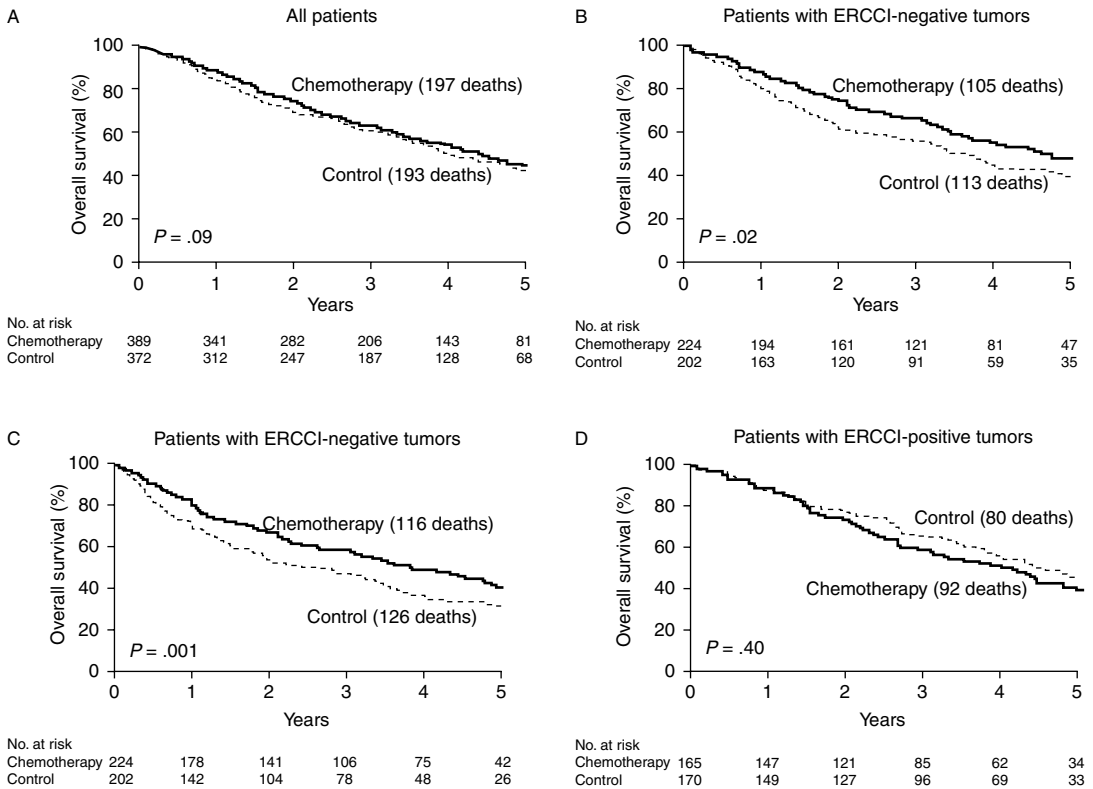 A
All patients
100
80
60
40
20
0
Overall survival (%)
Chemotherapy (197 deaths)
Control (193 deaths)
P = .09
0 1 2 3 4 5
Years
No. at risk
Chemotherapy 389 341 282 206 143 81
Control 372 312 247 187 128 68
B
Patients with ERCCI-negative tumors
100
80
60
40
20
0
Overall survival (%)
Chemotherapy (105 deaths)
Control (113 deaths)
P = .02
0 1 2 3 4 5
Years
No. at risk
Chemotherapy 224 194 161 121 81 47
Control 202 163 120 91 59 35
C
Patients with ERCCI-negative tumors
100
80
60
40
20
0
Overall survival (%)
Chemotherapy (116 deaths)
Control (126 deaths)
P = .001
0 1 2 3 4 5
Years
No. at risk
Chemotherapy 224 178 141 106 75 42
Control 202 142 104 78 48 26
D
Patients with ERCCI-positive tumors
100
80
60
40
20
0
Overall survival (%)
Control (80 deaths)
Chemotherapy (92 deaths)
P = .40
0 1 2 3 4 5
Years
No. at risk
Chemotherapy 165 147 121 85 62 34
Control 170 149 127 96 69 33